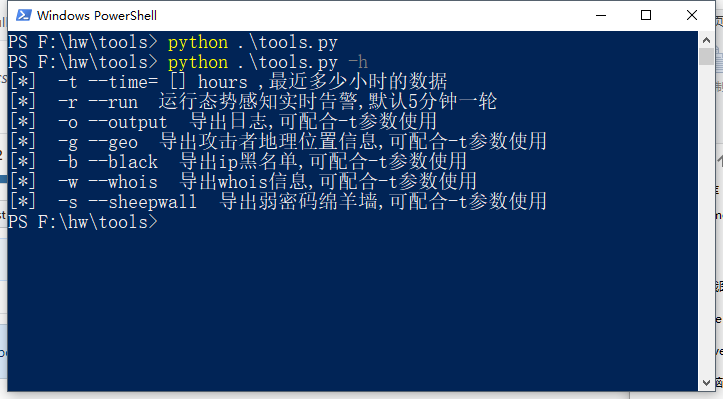 Windows PowerShell
PS F:\hw\tools> python .\tools.py
PS F:\hw\tools> python .\tools.py -h
[*]  -t --time= [] hours ,最近多少小时的数据
[*]  -r --run  运行态势感知实时告警,默认5分钟一轮
[*]  -o --output  导出日志,可配合-t参数使用
[*]  -g --geo  导出攻击者地理位置信息,可配合-t参数使用
[*]  -b --black  导出ip黑名单,可配合-t参数使用
[*]  -w --whois  导出whois信息,可配合-t参数使用
[*]  -s --sheepwall  导出弱密码绵羊墙,可配合-t参数使用
PS F:\hw\tools>